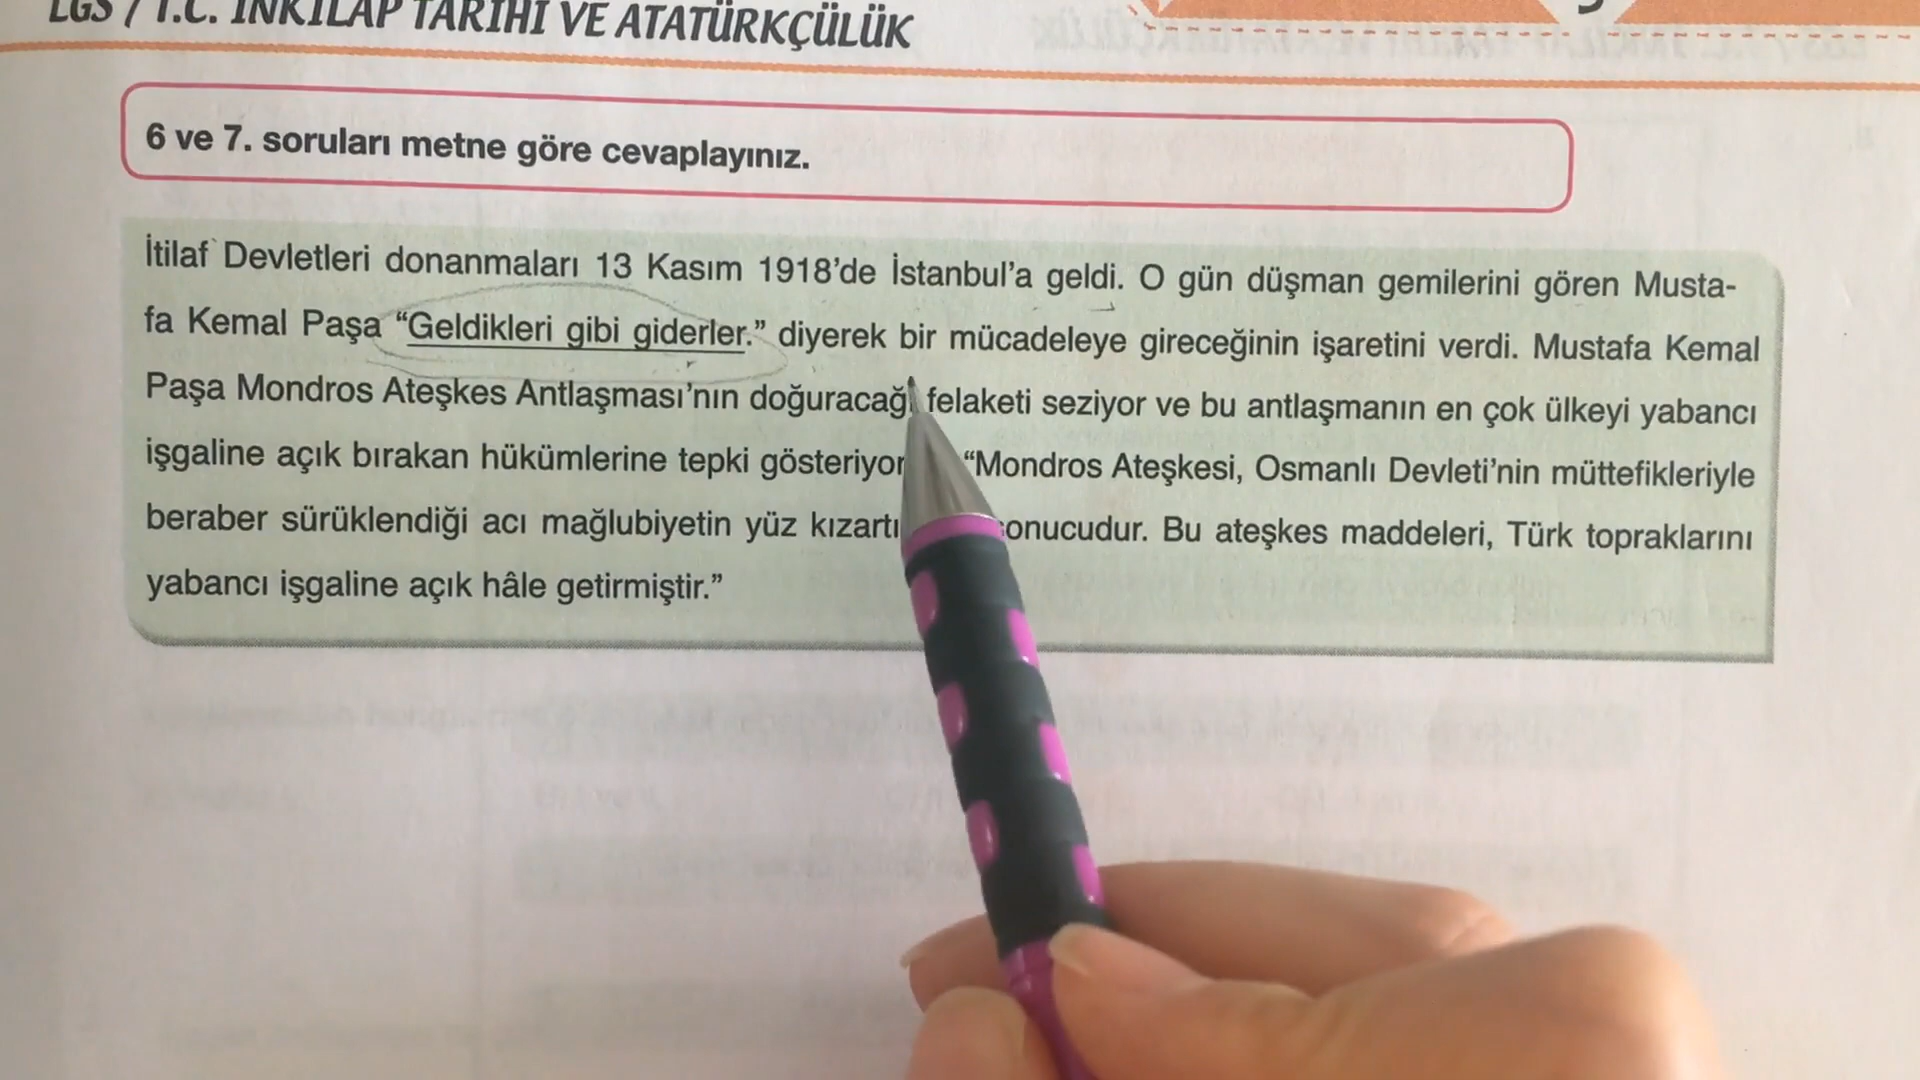 LGS / T.C. İNKILAP TARİHİ VE ATATÜRKÇÜLÜK
6 ve 7. soruları metne göre cevaplayınız.
İtilaf Devletleri donanmaları 13 Kasım 1918’de İstanbul’a geldi. O gün düşman gemilerini gören Musta-
fa Kemal Paşa “Geldikleri gibi giderler.” diyerek bir mücadeleye gireceğinin işaretini verdi. Mustafa Kemal
Paşa Mondros Ateşkes Antlaşması’nın doğuracağı felaketi seziyor ve bu antlaşmanın en çok ülkeyi yabancı
işgaline açık bırakan hükümlerine tepki gösteriyor “Mondros Ateşkesi, Osmanlı Devleti’nin müttefikleriyle
beraber sürüklendiği acı mağlubiyetin yüz kızartı onucudur. Bu ateşkes maddeleri, Türk topraklarını
yabancı işgaline açık hâle getirmiştir.”